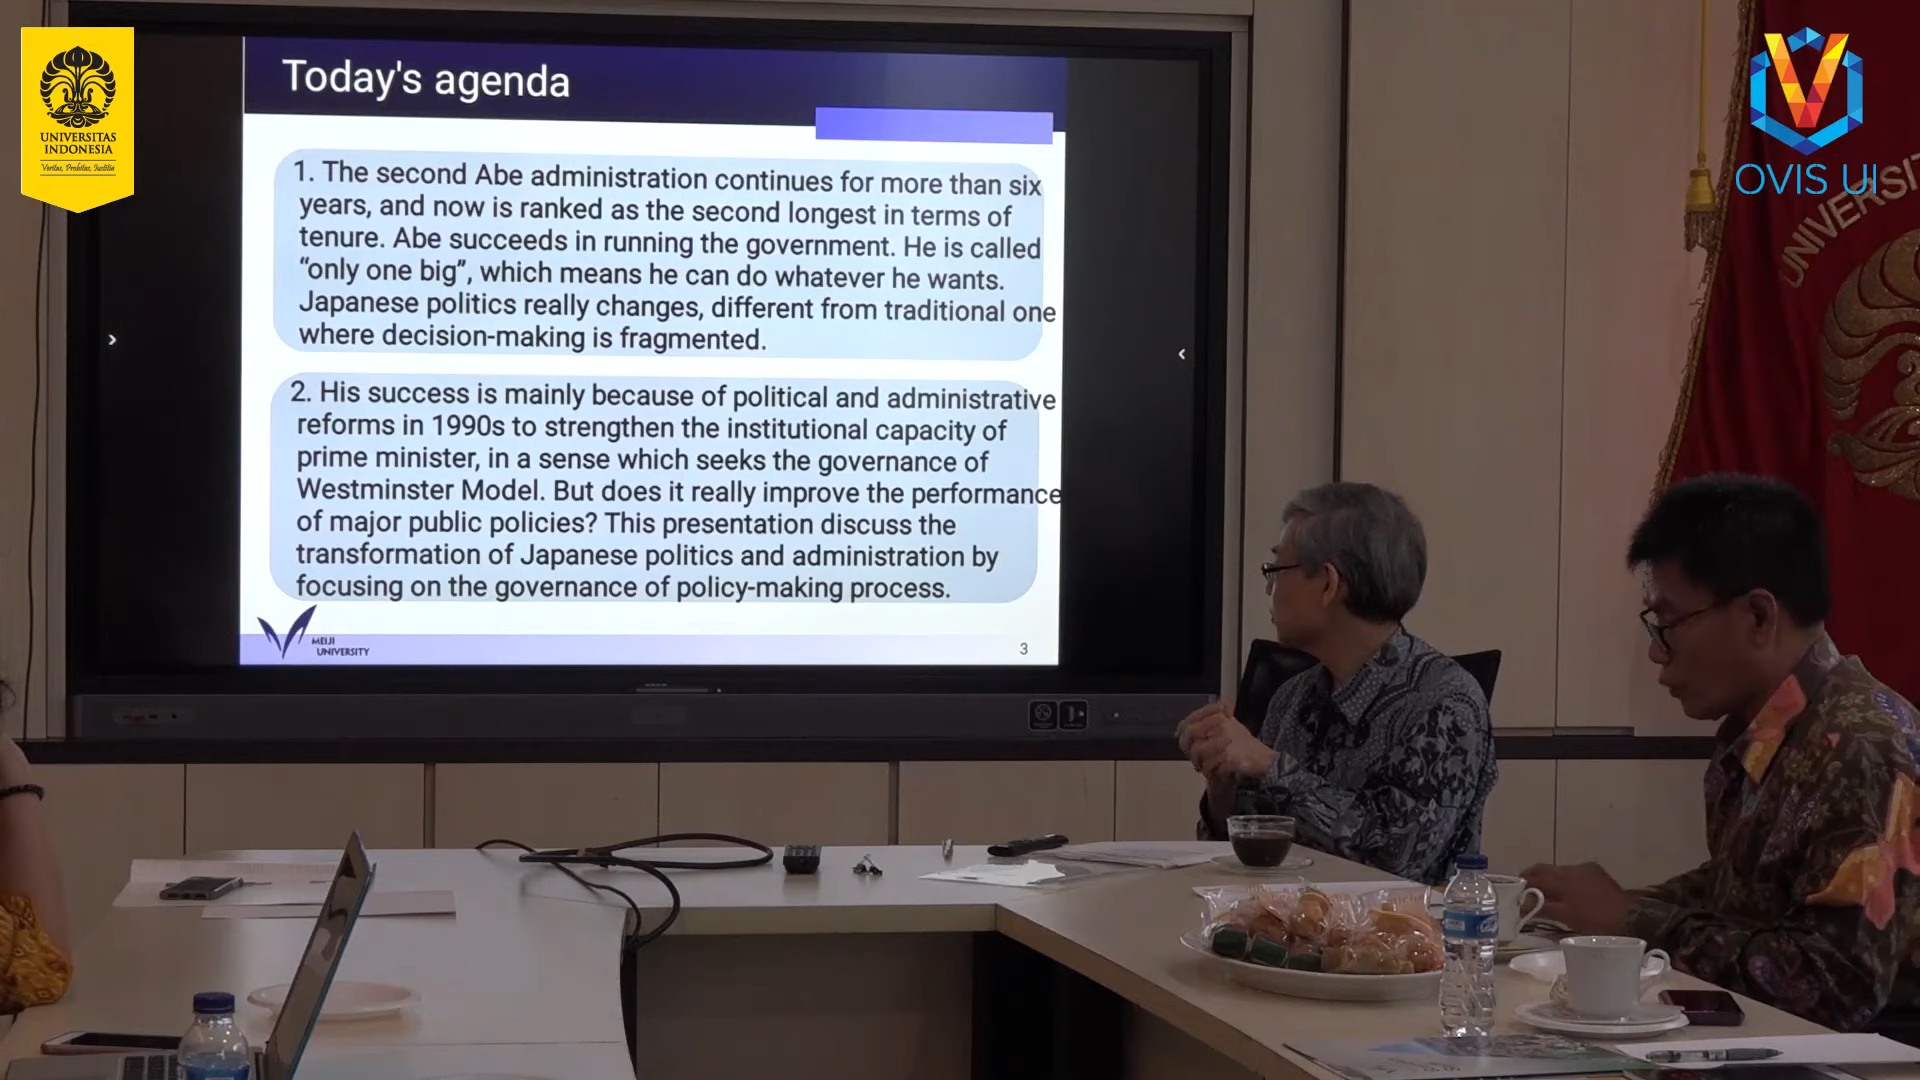 UNIVERSITAS
INDONESIA
Veritas, Probitas, Iustitia
OVIS UI
Today's agenda
1. The second Abe administration continues for more than six
years, and now is ranked as the second longest in terms of
tenure. Abe succeeds in running the government. He is called
“only one big”, which means he can do whatever he wants.
Japanese politics really changes, different from traditional one
where decision-making is fragmented.
2. His success is mainly because of political and administrative
reforms in 1990s to strengthen the institutional capacity of
prime minister, in a sense which seeks the governance of
Westminster Model. But does it really improve the performance
of major public policies? This presentation discuss the
transformation of Japanese politics and administration by
focusing on the governance of policy-making process.
MEIJI
UNIVERSITY
3